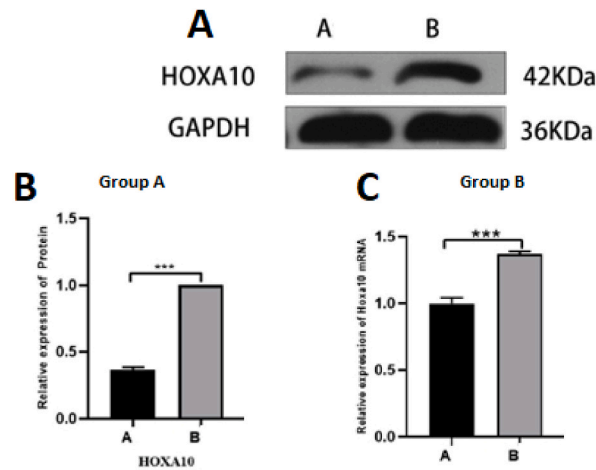 A
A B
HOXA10 42KDa
GAPDH 36KDa
B Group A
Relative expression of Protein
1.5
1.0
0.5
0.0
***
A B
HOXA10
C Group B
Relative expression of Hoxa10 mRNA
1.5
1.0
0.5
0.0
***
A B